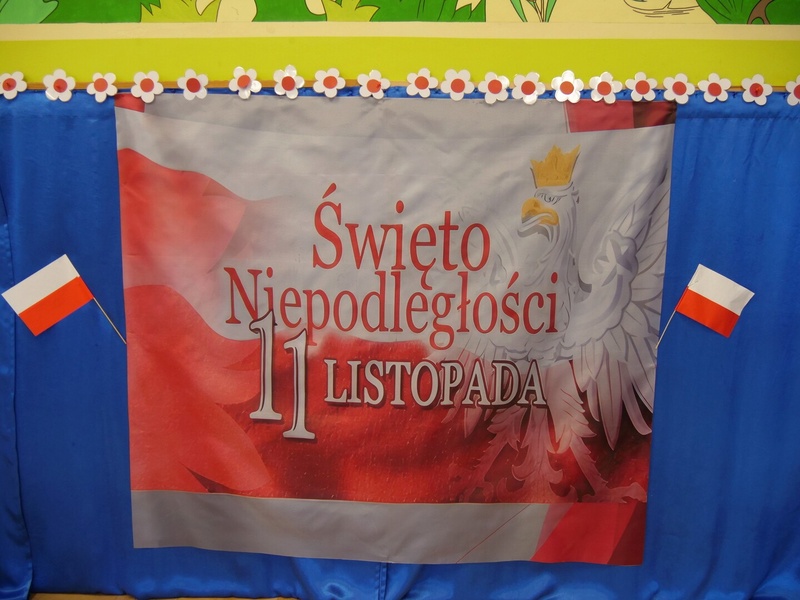 Święto
Niepodległości
11 LISTOPADA